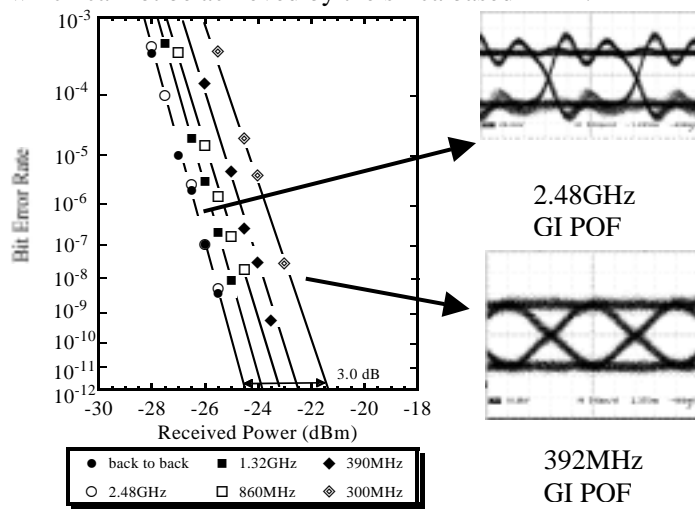 10-3
10-4
10-5
10-6
10-7
10-8
10-9
10-10
10-11
10-12
Bit Error Rate
3.0 dB
-30 -28 -26 -24 -22 -20 -18
Received Power (dBm)
back to back 1.32GHz 390MHz
2.48GHz 860MHz 300MHz
2.48GHz
GI POF
392MHz
GI POF